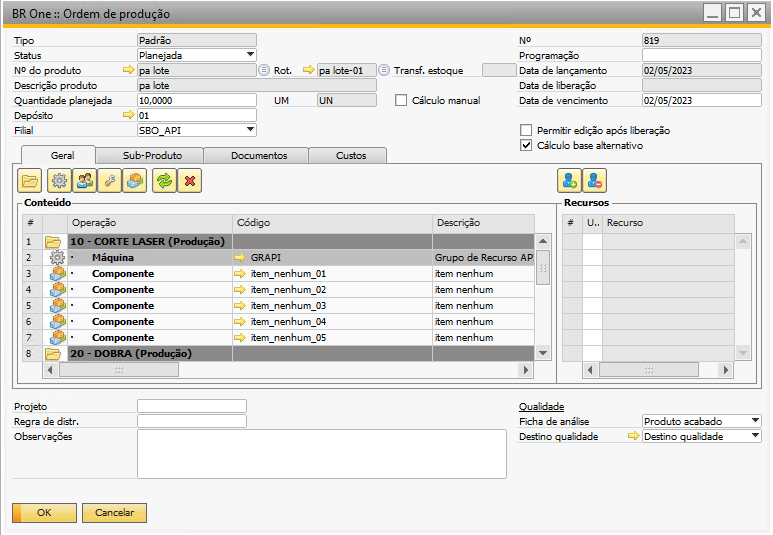 BR One :: Ordem de produção
Tipo Padrão Nº 819
Status Planejada Programação
Nº do produto pa lote Rot. pa lote-01 Transf. estoque Data de lançamento 02/05/2023
Descrição produto pa lote Data de liberação
Quantidade planejada 10,0000 UM UN Cálculo manual Data de vencimento 02/05/2023
Depósito 01
Filial SBO_API Permitir edição após liberação
Cálculo base alternativo
Geral Sub-Produto Documentos Custos
Conteúdo Recursos
# Operação Código Descrição # U.. Recurso
1 10 - CORTE LASER (Produção)
2 Máquina GRAPI Grupo de Recurso AP
3 Componente item_nenhum_01 item nenhum
4 Componente item_nenhum_02 item nenhum
5 Componente item_nenhum_03 item nenhum
6 Componente item_nenhum_04 item nenhum
7 Componente item_nenhum_05 item nenhum
8 20 - DOBRA (Produção)
Projeto Qualidade
Regra de distr. Ficha de análise Produto acabado
Observações Destino qualidade Destino qualidade
OK Cancelar